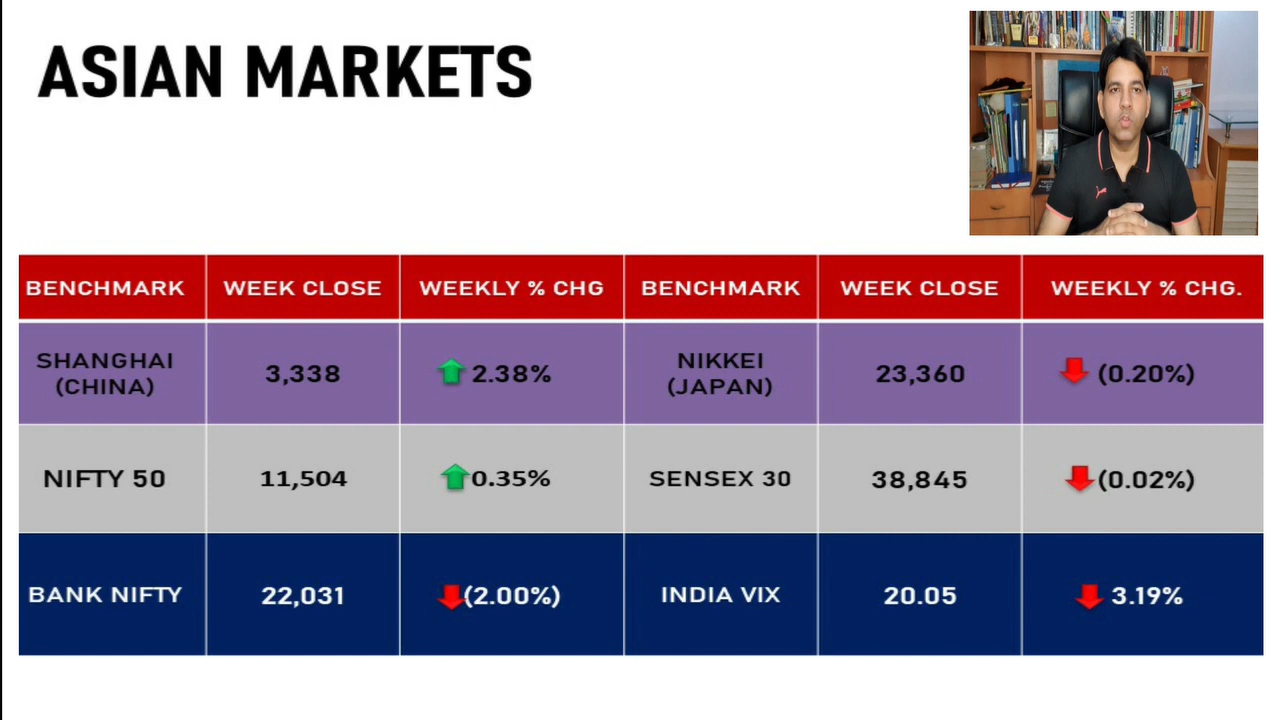 ASIAN MARKETS
BENCHMARK WEEK CLOSE WEEKLY % CHG BENCHMARK WEEK CLOSE WEEKLY % CHG.
SHANGHAI
(CHINA) 3,338 2.38% NIKKEI
(JAPAN) 23,360 (0.20%)
NIFTY 50 11,504 0.35% SENSEX 30 38,845 (0.02%)
BANK NIFTY 22,031 (2.00%) INDIA VIX 20.05 3.19%